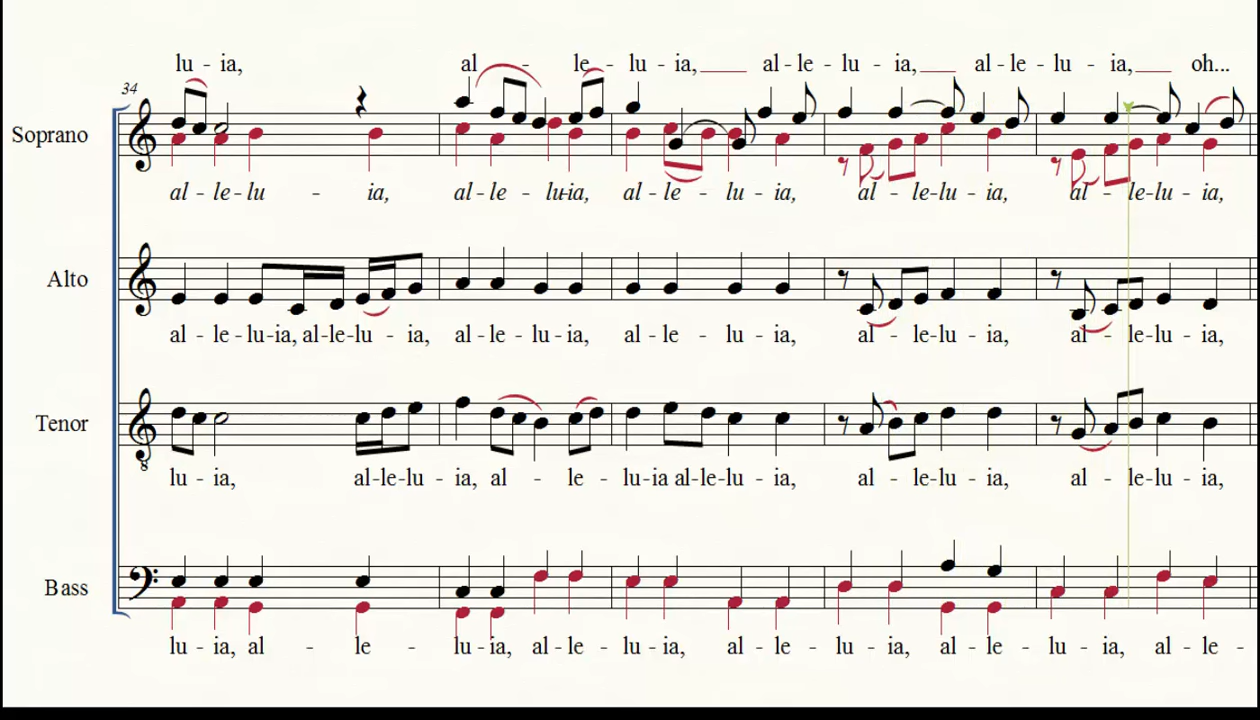 lu - ia, al - le - lu - ia, al - le - lu - ia, al - le - lu - ia, oh...
34
Soprano
al - le - lu - ia, al - le - lu-ia, al - le - lu - ia, al - le-lu - ia, al - le-lu - ia,
Alto
al - le - lu-ia, al-le-lu - ia, al - le - lu - ia, al - le - lu - ia, al - le-lu - ia, al - le-lu - ia,
Tenor
8
lu - ia, al-le-lu - ia, al - le - lu-ia al-le-lu - ia, al - le-lu - ia, al - le-lu - ia,
Bass
lu - ia, al - le - lu - ia, al - le - lu - ia, al - le - lu - ia, al - le - lu - ia, al - le -